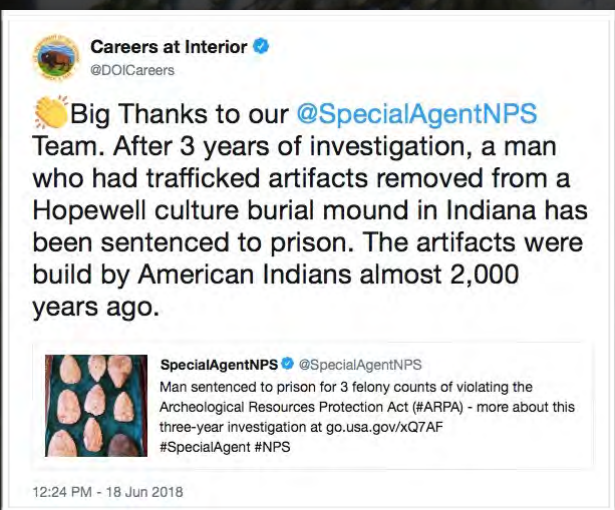 Careers at Interior
@DOICareers
👏Big Thanks to our @SpecialAgentNPS
Team. After 3 years of investigation, a man
who had trafficked artifacts removed from a
Hopewell culture burial mound in Indiana has
been sentenced to prison. The artifacts were
build by American Indians almost 2,000
years ago.
SpecialAgentNPS @SpecialAgentNPS
Man sentenced to prison for 3 felony counts of violating the
Archeological Resources Protection Act (#ARPA) - more about this
three-year investigation at go.usa.gov/xQ7AF
#SpecialAgent #NPS
12:24 PM - 18 Jun 2018